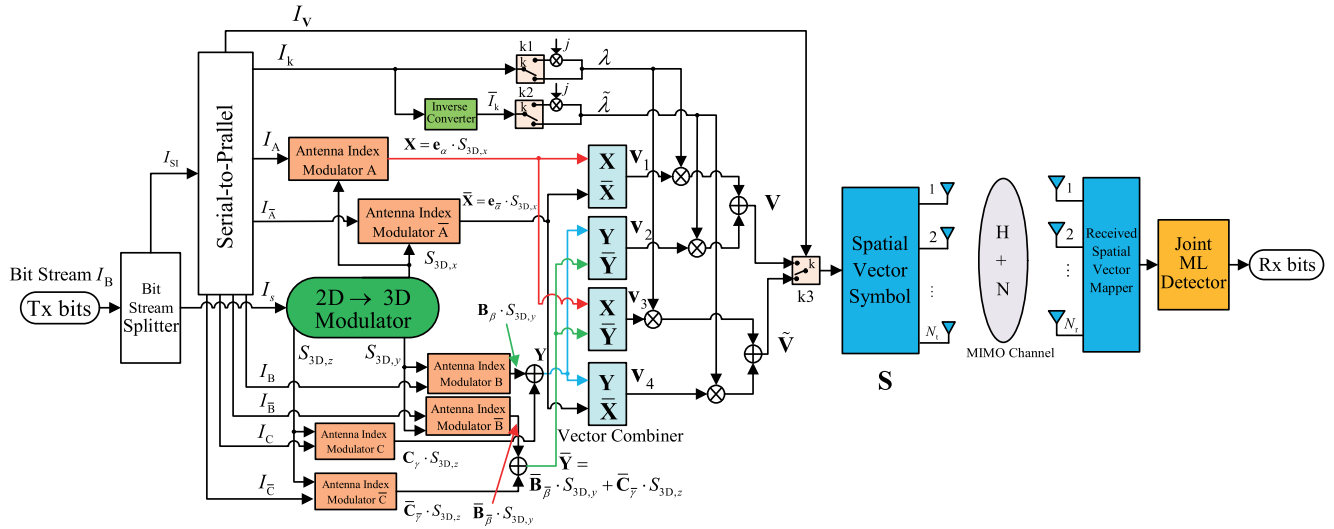 I_V
I_k
k1
j
λ
k
Inverse
Converter
Ī_k
k2
j
λ̃
k
Serial-to-Prallel
I_SI
I_A
Antenna Index
Modulator A
X = e_α · S_3D,x
I_Ā
Antenna Index
Modulator Ā
X̄ = e_ᾱ · S_3D,x
S_3D,x
X
X̄
v_1
Y
Ȳ
v_2
X
Ȳ
v_3
Y
X̄
v_4
Vector Combiner
V
Ṽ
k
k3
Bit Stream I_B
Tx bits
Bit
Stream
Splitter
I_s
2D → 3D
Modulator
S_3D,z
S_3D,y
B_β · S_3D,y
Y
I_B
Antenna Index
Modulator B
I_B̄
Antenna Index
Modulator B̄
I_C
Antenna Index
Modulator C
C_γ · S_3D,z
I_C̄
Antenna Index
Modulator C̄
C̄_γ̄ · S_3D,z
B̄_β̄ · S_3D,y
Ȳ =
B̄_β̄ · S_3D,y + C̄_γ̄ · S_3D,z
Spatial
Vector
Symbol
S
1
2
⋮
N_t
H
+
N
MIMO Channel
1
2
⋮
N_r
Received
Spatial
Vector
Mapper
Joint
ML
Detector
Rx bits